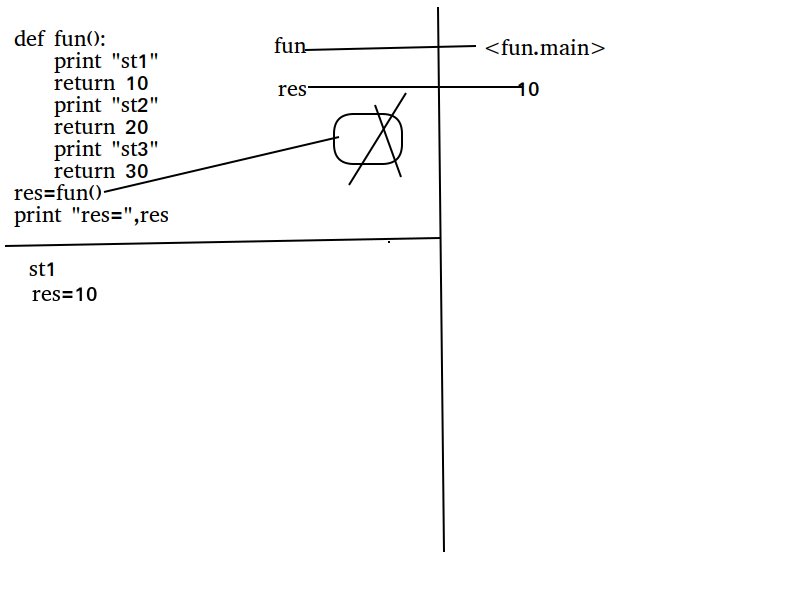 def fun():
print "st1"
return 10
print "st2"
return 20
print "st3"
return 30
res=fun()
print "res=",res
fun <fun.main>
res 10
st1
res=10